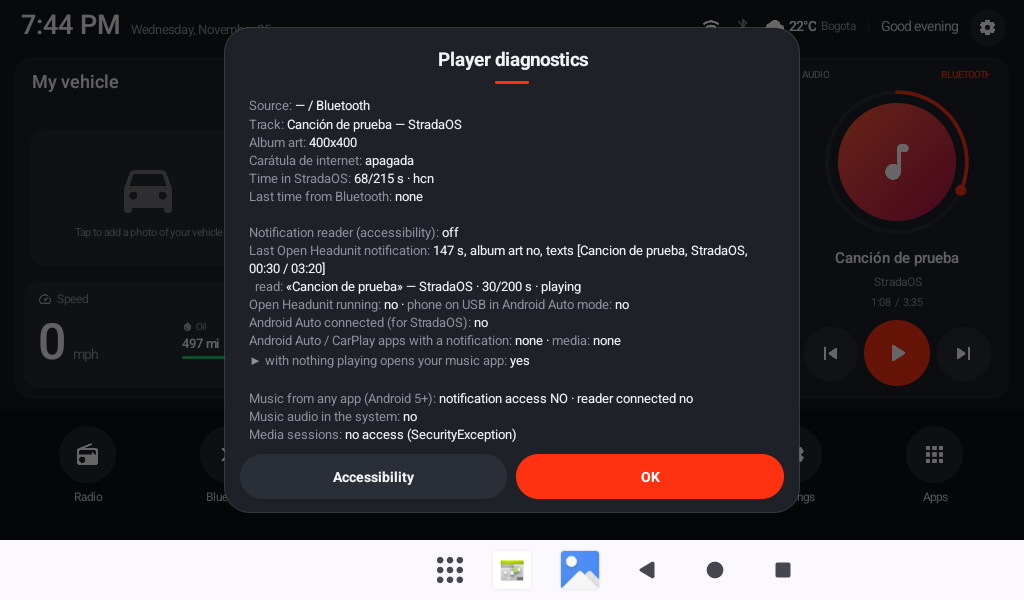 7:44 PM
Wednesday, November 25
22°C Bogota
Good evening
My vehicle
AUDIO
BLUETOOTH
Player diagnostics
Source: — / Bluetooth
Track: Canción de prueba — StradaOS
Album art: 400x400
Carátula de internet: apagada
Time in StradaOS: 68/215 s · hcn
Last time from Bluetooth: none
Notification reader (accessibility): off
Last Open Headunit notification: 147 s, album art no, texts [Cancion de prueba, StradaOS,
00:30 / 03:20]
read: «Cancion de prueba» — StradaOS · 30/200 s · playing
Open Headunit running: no · phone on USB in Android Auto mode: no
Android Auto connected (for StradaOS): no
Android Auto / CarPlay apps with a notification: none · media: none
► with nothing playing opens your music app: yes
Music from any app (Android 5+): notification access NO · reader connected no
Music audio in the system: no
Media sessions: no access (SecurityException)
Accessibility
OK
Tap to add a photo of your vehicle
Speed
0 mph
Oil
497 mi
Canción de prueba
StradaOS
1:08 / 3:35
Radio
Blue
ngs
Apps